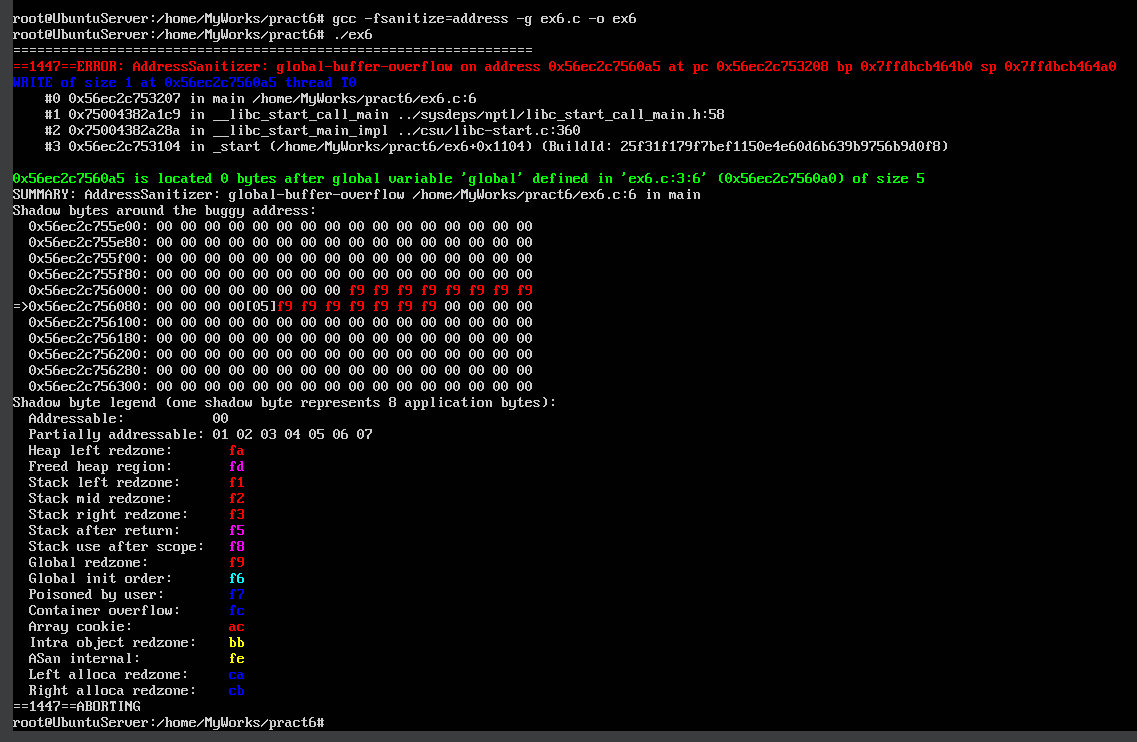 root@UbuntuServer:/home/MyWorks/pract6# gcc -fsanitize=address -g ex6.c -o ex6
root@UbuntuServer:/home/MyWorks/pract6# ./ex6
=================================================================
==1447==ERROR: AddressSanitizer: global-buffer-overflow on address 0x56ec2c7560a5 at pc 0x56ec2c753208 bp 0x7ffdbcb464b0 sp 0x7ffdbcb464a0
WRITE of size 1 at 0x56ec2c7560a5 thread T0
    #0 0x56ec2c753207 in main /home/MyWorks/pract6/ex6.c:6
    #1 0x75004382a1c9 in __libc_start_call_main ../sysdeps/nptl/libc_start_call_main.h:58
    #2 0x75004382a28a in __libc_start_main_impl ../csu/libc-start.c:360
    #3 0x56ec2c753104 in _start (/home/MyWorks/pract6/ex6+0x1104) (BuildId: 25f31f179f7bef1150e4e60d6b639b9756b9d0f8)

0x56ec2c7560a5 is located 0 bytes after global variable 'global' defined in 'ex6.c:3:6' (0x56ec2c7560a0) of size 5
SUMMARY: AddressSanitizer: global-buffer-overflow /home/MyWorks/pract6/ex6.c:6 in main
Shadow bytes around the buggy address:
  0x56ec2c755e00: 00 00 00 00 00 00 00 00 00 00 00 00 00 00 00 00
  0x56ec2c755e80: 00 00 00 00 00 00 00 00 00 00 00 00 00 00 00 00
  0x56ec2c755f00: 00 00 00 00 00 00 00 00 00 00 00 00 00 00 00 00
  0x56ec2c755f80: 00 00 00 00 00 00 00 00 00 00 00 00 00 00 00 00
  0x56ec2c756000: 00 00 00 00 00 00 00 00 f9 f9 f9 f9 f9 f9 f9 f9
=>0x56ec2c756080: 00 00 00 00[05]f9 f9 f9 f9 f9 f9 f9 00 00 00 00
  0x56ec2c756100: 00 00 00 00 00 00 00 00 00 00 00 00 00 00 00 00
  0x56ec2c756180: 00 00 00 00 00 00 00 00 00 00 00 00 00 00 00 00
  0x56ec2c756200: 00 00 00 00 00 00 00 00 00 00 00 00 00 00 00 00
  0x56ec2c756280: 00 00 00 00 00 00 00 00 00 00 00 00 00 00 00 00
  0x56ec2c756300: 00 00 00 00 00 00 00 00 00 00 00 00 00 00 00 00
Shadow byte legend (one shadow byte represents 8 application bytes):
  Addressable:           00
  Partially addressable: 01 02 03 04 05 06 07
  Heap left redzone:       fa
  Freed heap region:       fd
  Stack left redzone:      f1
  Stack mid redzone:       f2
  Stack right redzone:     f3
  Stack after return:      f5
  Stack use after scope:   f8
  Global redzone:          f9
  Global init order:       f6
  Poisoned by user:        f7
  Container overflow:      fc
  Array cookie:            ac
  Intra object redzone:    bb
  ASan internal:           fe
  Left alloca redzone:     ca
  Right alloca redzone:    cb
==1447==ABORTING
root@UbuntuServer:/home/MyWorks/pract6#